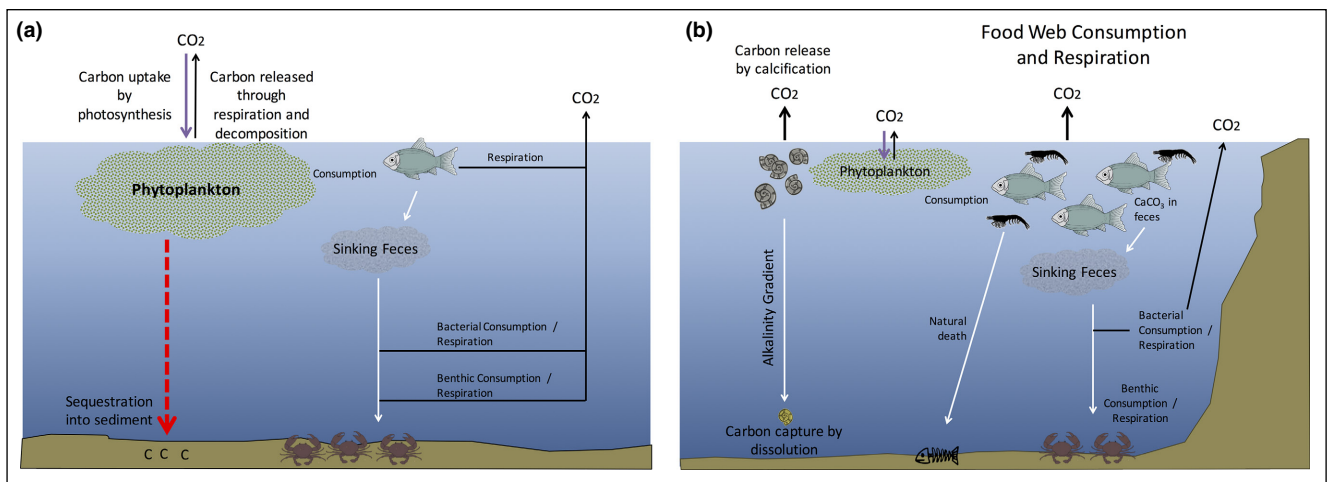 (a)
CO2
Carbon uptake
by
photosynthesis
Carbon released
through
respiration and
decomposition
CO2
Phytoplankton
Consumption
Respiration
Sinking Feces
Bacterial Consumption /
Respiration
Benthic Consumption /
Respiration
Sequestration
into sediment
C C C
(b)
Food Web Consumption
and Respiration
Carbon release
by calcification
CO2
CO2
CO2
CO2
Phytoplankton
Consumption
CaCO₃ in
feces
Sinking Feces
Alkalinity Gradient
Natural
death
Bacterial
Consumption /
Respiration
Benthic
Consumption /
Respiration
Carbon capture by
dissolution